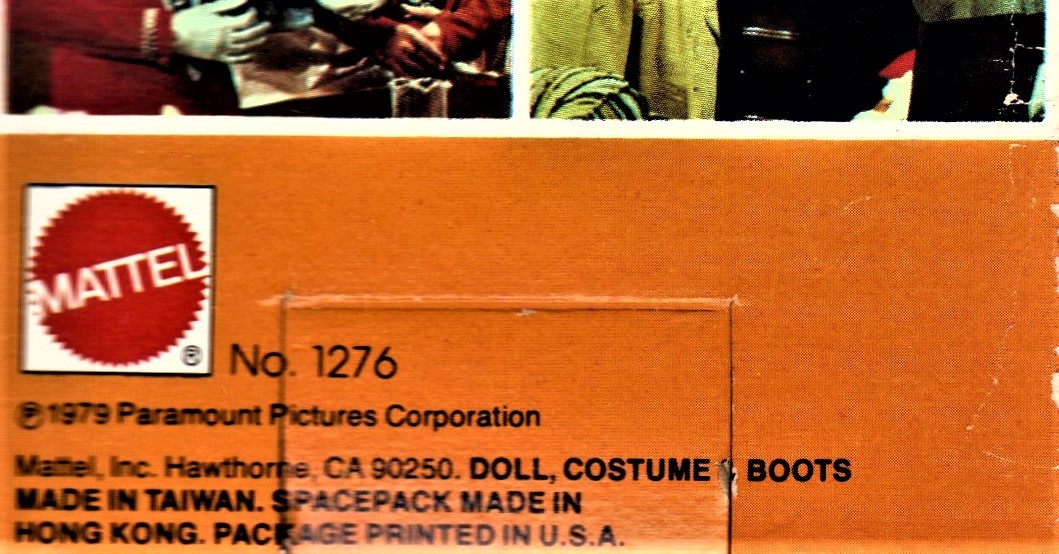 MATTEL
®
No. 1276
℗1979 Paramount Pictures Corporation
Mattel, Inc. Hawthorne, CA 90250. DOLL, COSTUME & BOOTS
MADE IN TAIWAN. SPACEPACK MADE IN
HONG KONG. PACKAGE PRINTED IN U.S.A.